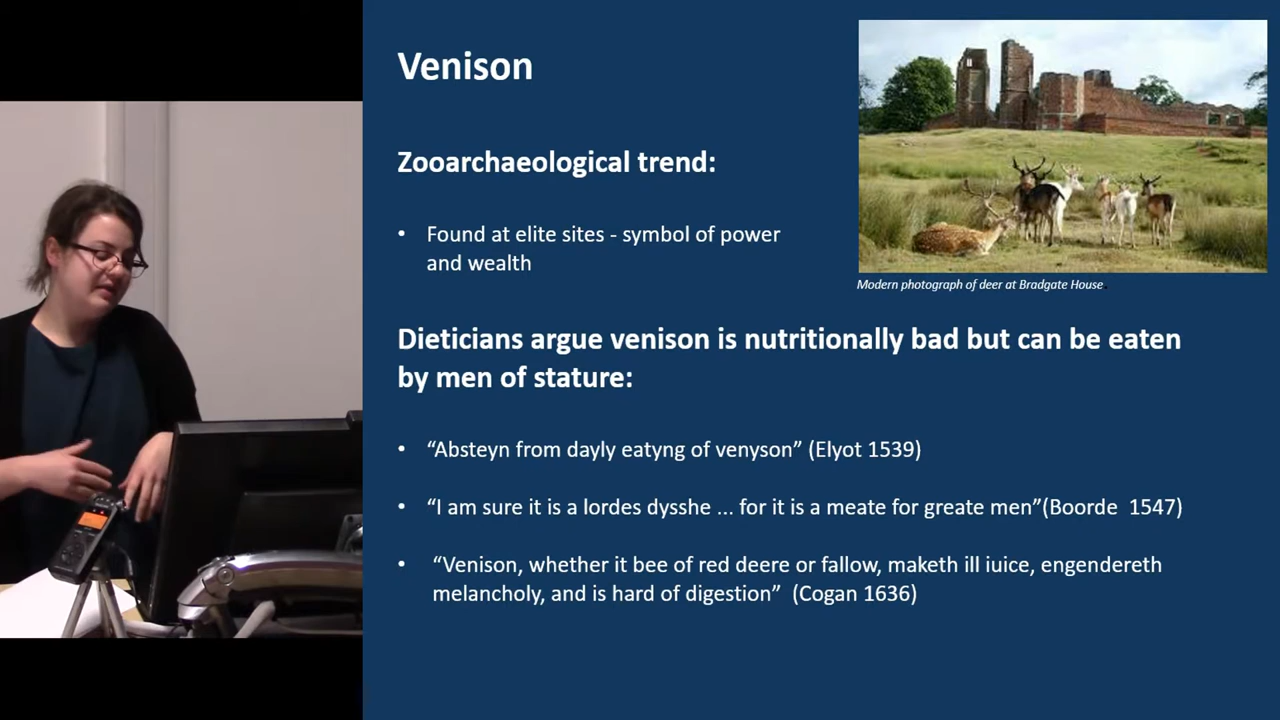 Venison
Zooarchaeological trend:
• Found at elite sites - symbol of power
and wealth
Modern photograph of deer at Bradgate House.
Dieticians argue venison is nutritionally bad but can be eaten
by men of stature:
• “Absteyn from dayly eatyng of venyson” (Elyot 1539)
• “I am sure it is a lordes dysshe ... for it is a meate for greate men”(Boorde 1547)
• “Venison, whether it bee of red deere or fallow, maketh ill iuice, engendereth
melancholy, and is hard of digestion” (Cogan 1636)